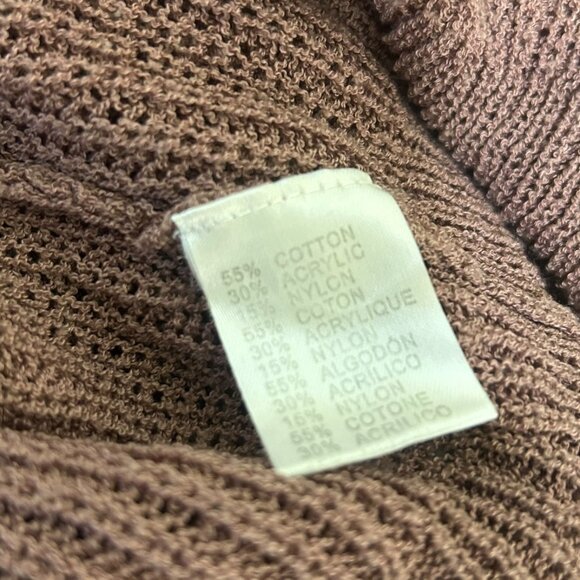 55% COTTON
30% ACRYLIC
15% NYLON
55% COTON
30% ACRYLIQUE
15% NYLON
55% ALGODÓN
30% ACRÍLICO
15% NYLON
55% COTONE
30% ACRILICO